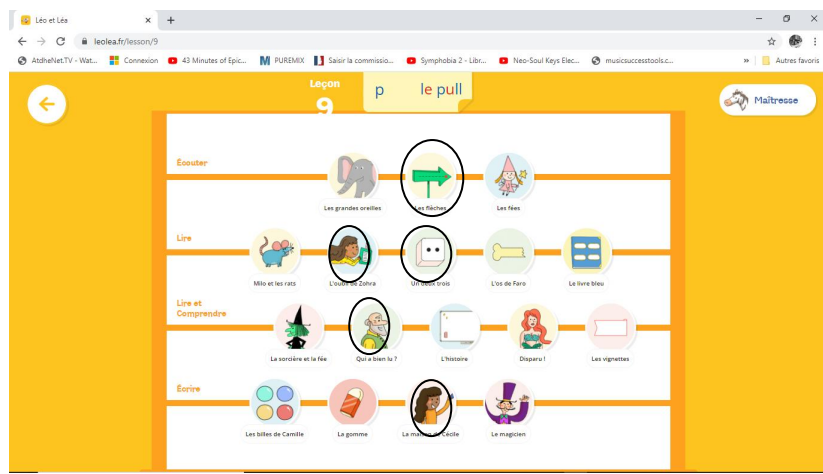 Léo et Léa
leolea.fr/lesson/9
AtdheNet.TV - Wat...
Connexion
43 Minutes of Epic...
PUREMIX
Saisir la commissio...
Symphobia 2 - Libr...
Neo-Soul Keys Elec...
musicsuccesstools.c...
Autres favoris
Leçon
9
p le pull
Maîtresse
Écouter
Les grandes oreilles
Les flèches
Les fées
Lire
Milo et les rats
L'oubli de Zohra
Un deux trois
L'os de Faro
Le livre bleu
Lire et
Comprendre
La sorcière et la fée
Qui a bien lu ?
L'histoire
Disparu !
Les vignettes
Écrire
Les billes de Camille
La gomme
La maison de Cécile
Le magicien